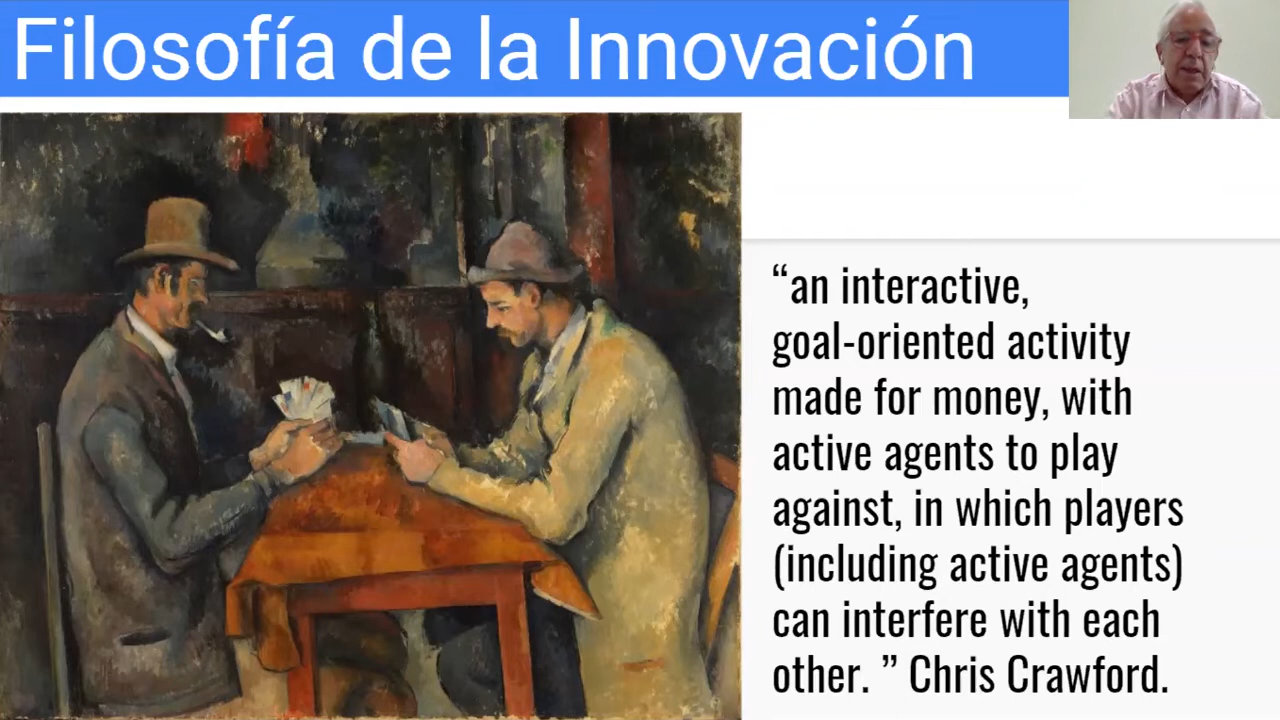 Filosofía de la Innovación
“an interactive,
goal-oriented activity
made for money, with
active agents to play
against, in which players
(including active agents)
can interfere with each
other. ” Chris Crawford.